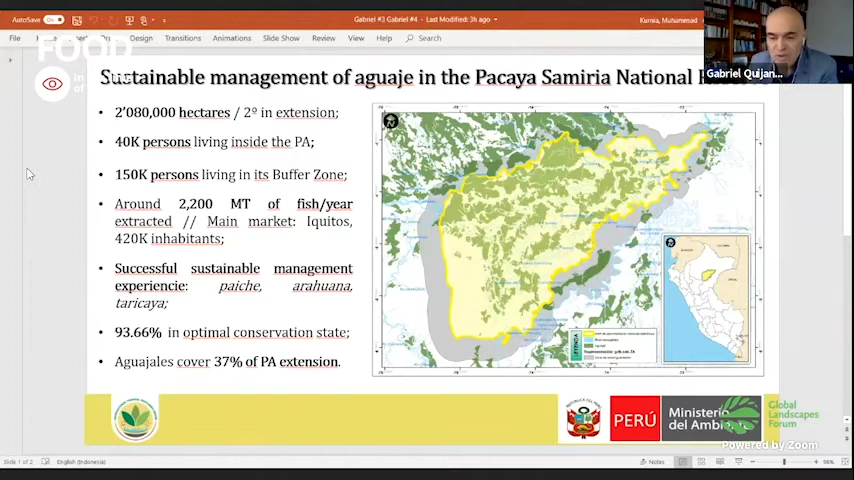 AutoSave On
Gabriel #3 Gabriel #4 - Last Modified: 3h ago
Kurnia, Muhammad
File Design Transitions Animations Slide Show Review View Help Search
FOOD
Gabriel Quijan...
Sustainable management of aguaje in the Pacaya Samiria National
• 2'080,000 hectares / 2º in extension;
• 40K persons living inside the PA;
• 150K persons living in its Buffer Zone;
• Around 2,200 MT of fish/year
extracted // Main market: Iquitos,
420K inhabitants;
• Successful sustainable management
experiencie: paiche, arahuana,
taricaya;
• 93.66% in optimal conservation state;
• Aguajales cover 37% of PA extension.
LEYENDA
PERÚ
Ministerio
del Ambiente
Global
Landscapes
Forum
Powered by Zoom
Slide 1 of 2 English (Indonesia) Notes 98%